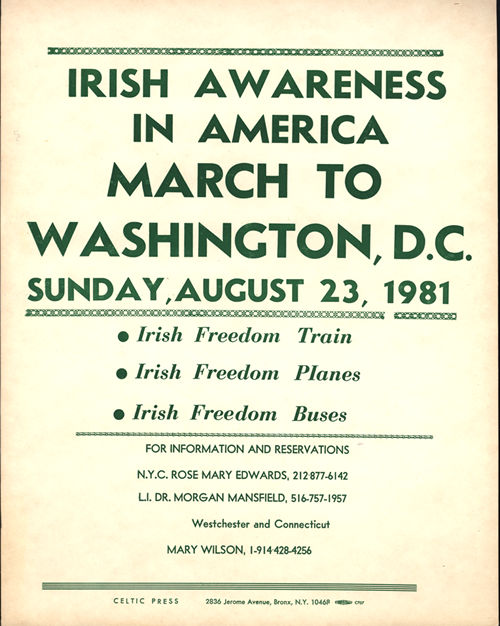 IRISH AWARENESS
IN AMERICA
MARCH TO
WASHINGTON, D.C.
SUNDAY, AUGUST 23, 1981
● Irish Freedom Train
● Irish Freedom Planes
● Irish Freedom Buses
FOR INFORMATION AND RESERVATIONS
N.Y.C. ROSE MARY EDWARDS, 212 877-6142
L.I. DR. MORGAN MANSFIELD, 516-757-1957
Westchester and Connecticut
MARY WILSON, 1-914-428-4256
CELTIC PRESS 2836 Jerome Avenue, Bronx, N.Y. 10468